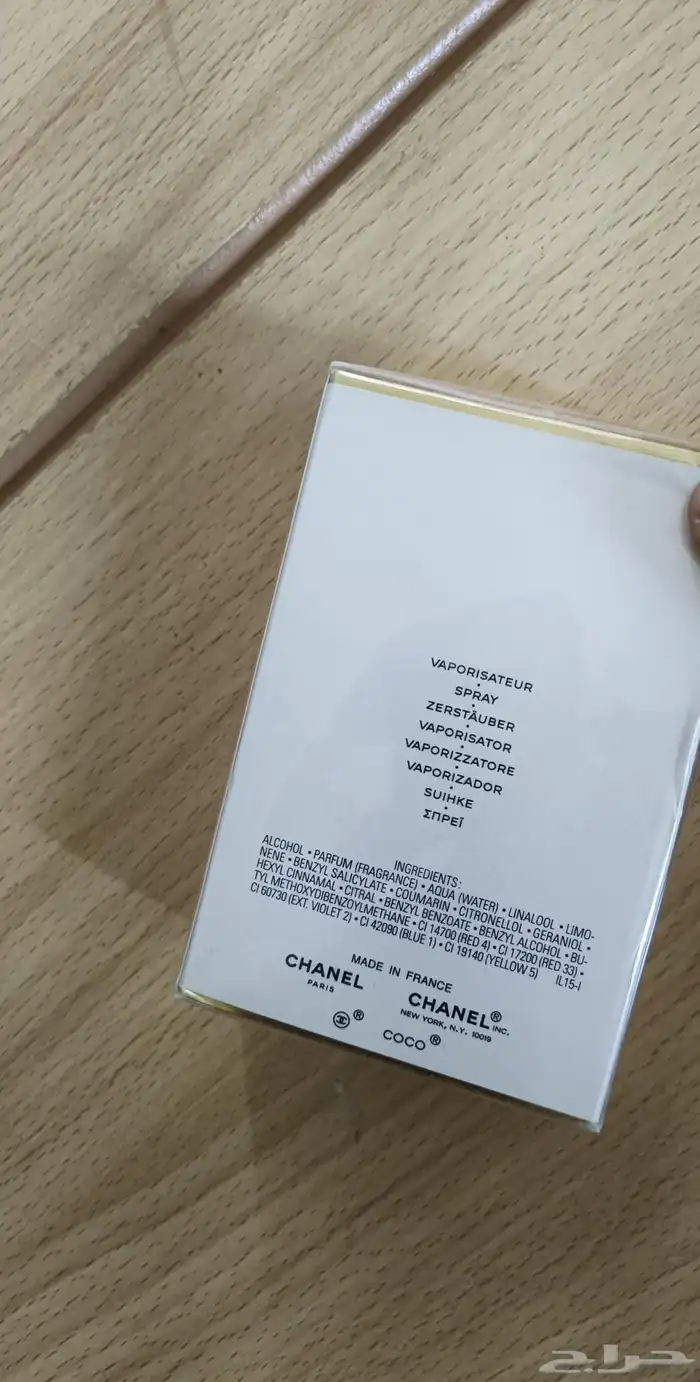 VAPORISATEUR
•
SPRAY
•
ZERSTÄUBER
•
VAPORISATOR
•
VAPORIZZATORE
•
VAPORIZADOR
•
SUIHKE
•
ΣΠΡΕΪ
INGREDIENTS:
ALCOHOL • PARFUM (FRAGRANCE) • AQUA (WATER) • LINALOOL • LIMO-
NENE • BENZYL SALICYLATE • COUMARIN • CITRONELLOL • GERANIOL •
HEXYL CINNAMAL • CITRAL • BENZYL BENZOATE • BENZYL ALCOHOL • BU-
TYL METHOXYDIBENZOYLMETHANE • CI 14700 (RED 4) • CI 17200 (RED 33) •
CI 60730 (EXT. VIOLET 2) • CI 42090 (BLUE 1) • CI 19140 (YELLOW 5) IL15-I
MADE IN FRANCE
CHANEL
PARIS
CHANEL® INC.
NEW YORK, N.Y. 10019
®
COCO®
حراج